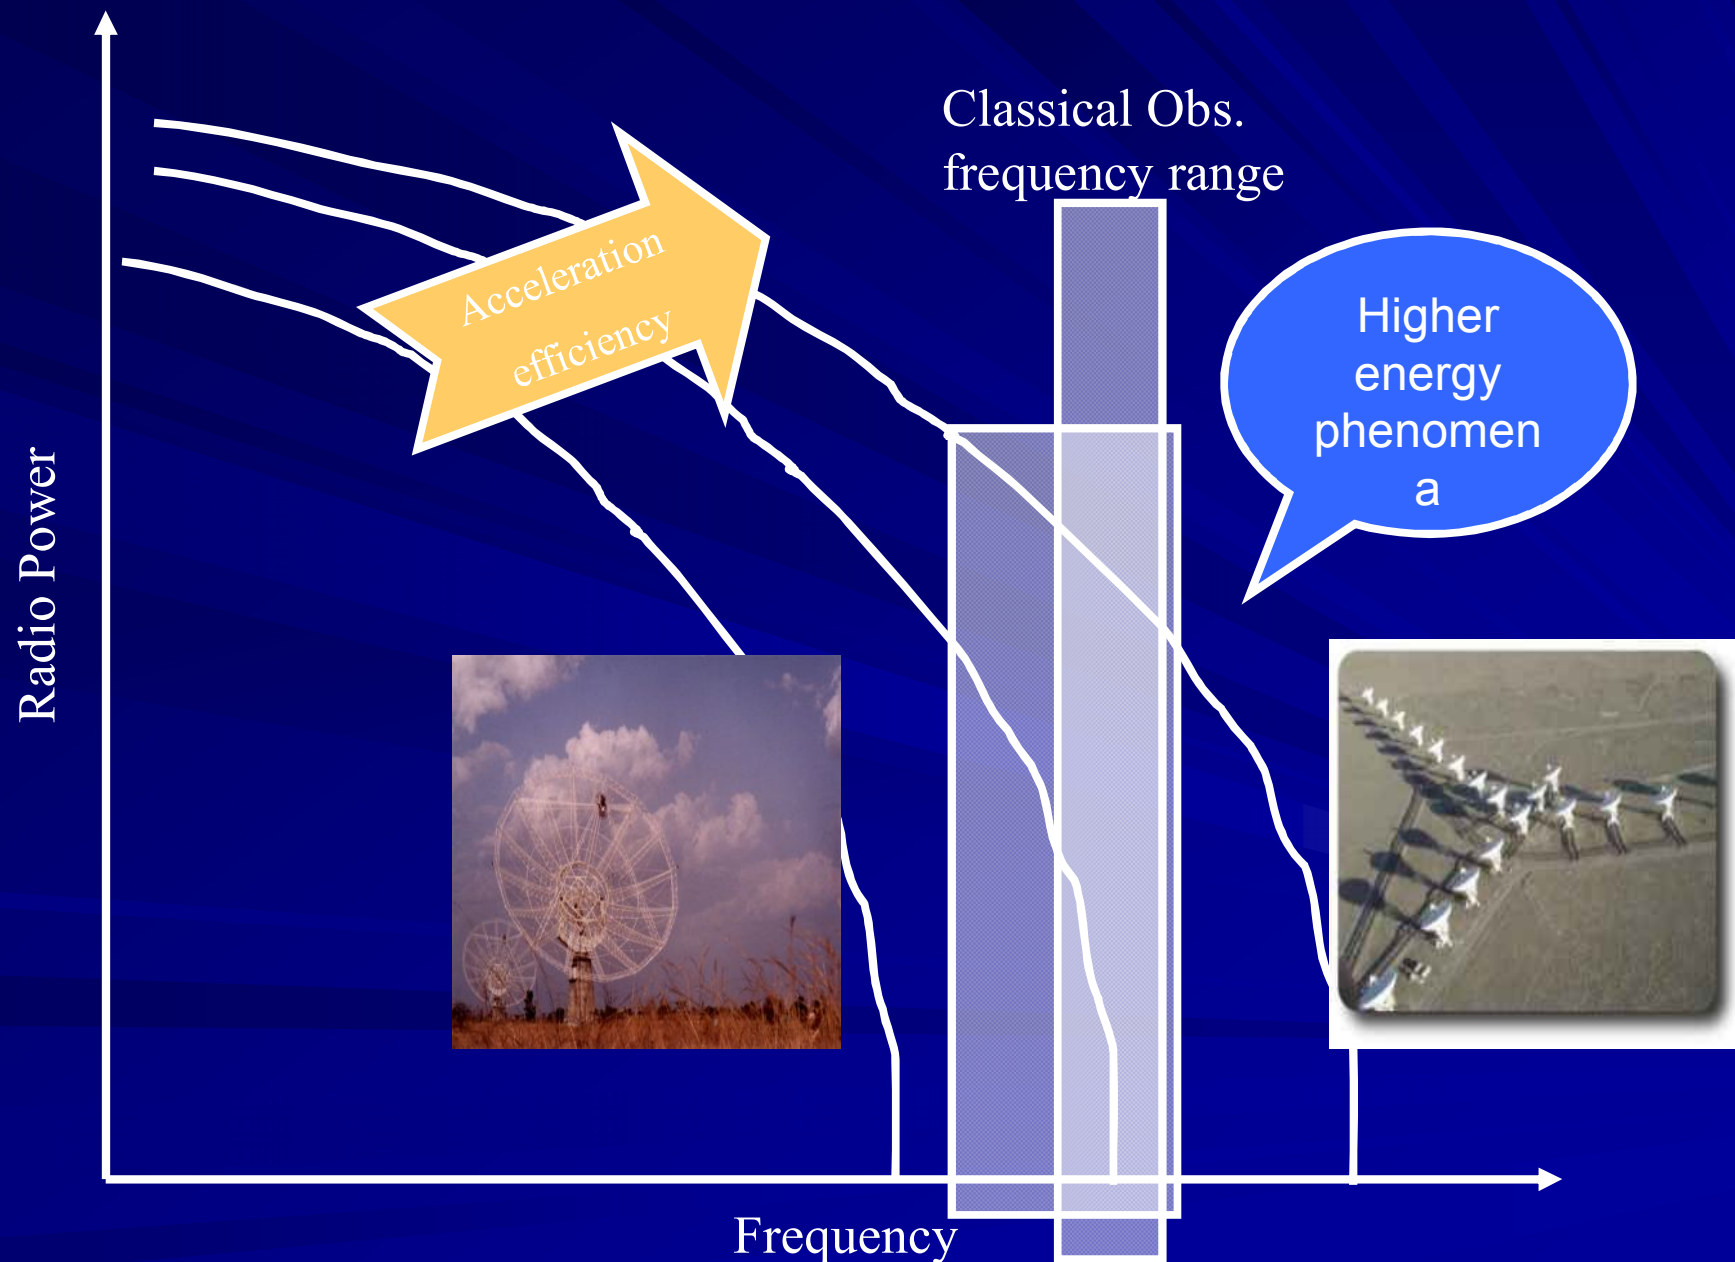 Classical Obs.
frequency range
Acceleration
efficiency
Higher
energy
phenomen
a
Radio Power
Frequency